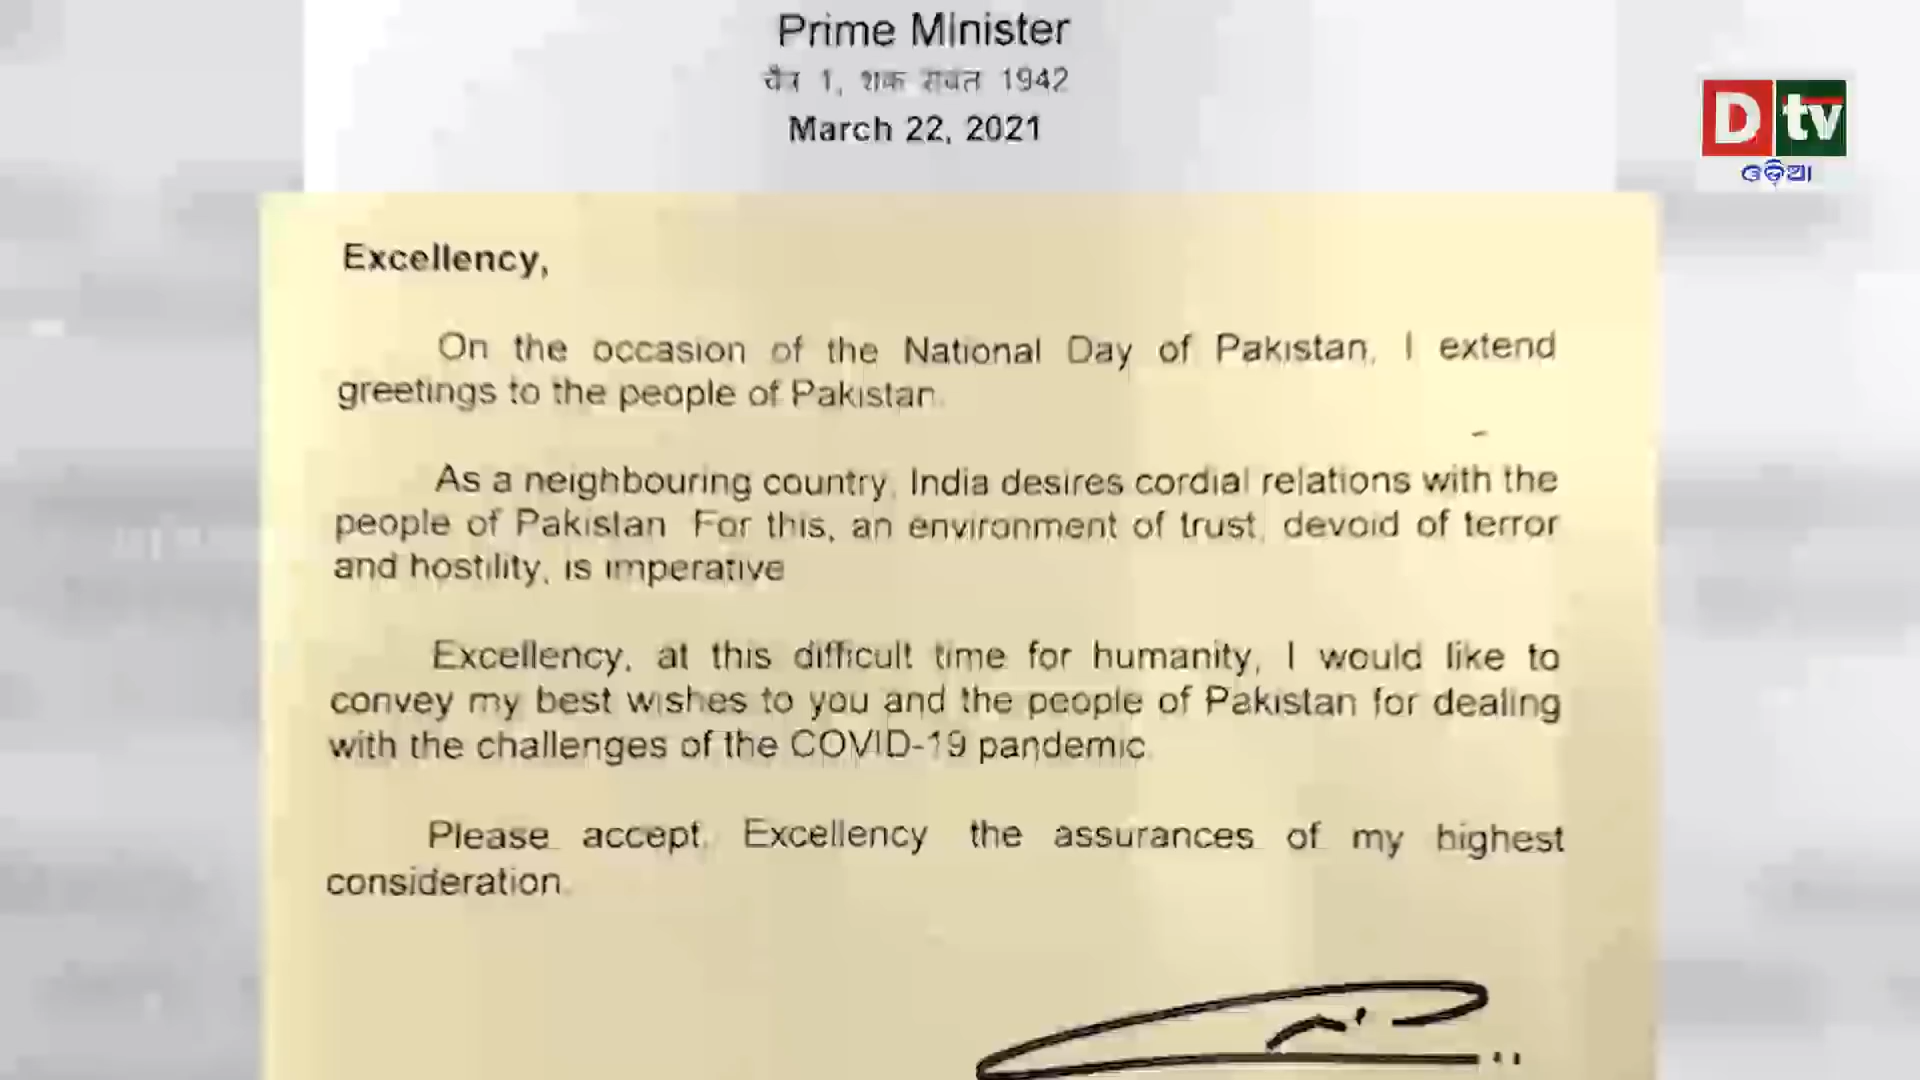 Prime Minister
चैत्र 1, शक संवत 1942
March 22, 2021
D tv
ଓଡ଼ିଆ
Excellency,
On the occasion of the National Day of Pakistan, I extend
greetings to the people of Pakistan.
As a neighbouring country, India desires cordial relations with the
people of Pakistan For this, an environment of trust, devoid of terror
and hostility, is imperative
Excellency, at this difficult time for humanity, I would like to
convey my best wishes to you and the people of Pakistan for dealing
with the challenges of the COVID-19 pandemic.
Please accept, Excellency the assurances of my highest
consideration.